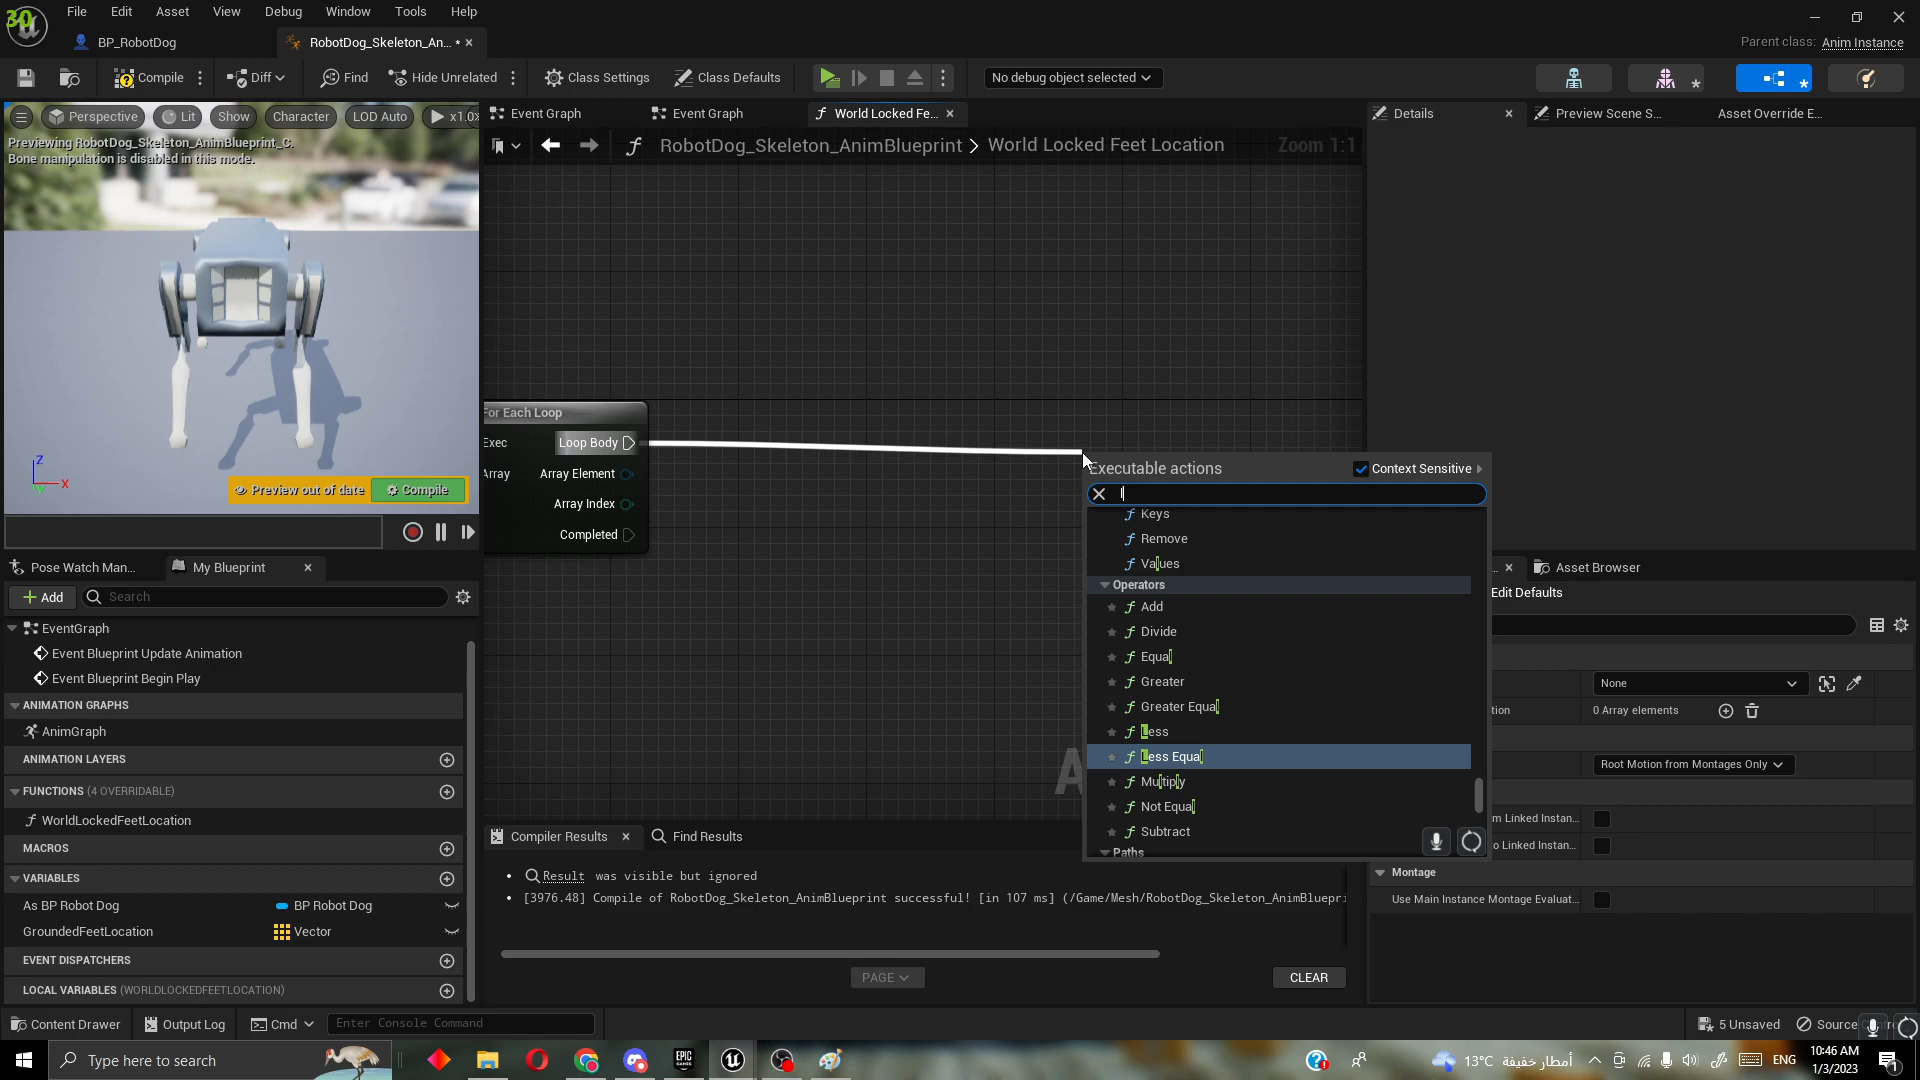 30
File Edit Asset View Debug Window Tools Help
BP_RobotDog
RobotDog_Skeleton_An... •
Parent class: Anim Instance
Compile
Diff
Find
Hide Unrelated
Class Settings
Class Defaults
No debug object selected
Perspective
Lit
Show
Character
LOD Auto
x1.0
Previewing RobotDog_Skeleton_AnimBlueprint_C.
Bone manipulation is disabled in this mode.
Z
X
Y
Preview out of date
Compile
Event Graph
Event Graph
World Locked Fe...
RobotDog_Skeleton_AnimBlueprint > World Locked Feet Location
Zoom 1:1
For Each Loop
Exec
Loop Body
Array
Array Element
Array Index
Completed
Executable actions
Context Sensitive
l
Keys
Remove
Values
Operators
Add
Divide
Equal
Greater
Greater Equal
Less
Less Equal
Multiply
Not Equal
Subtract
Paths
Compiler Results
Find Results
Result was visible but ignored
[3976.48] Compile of RobotDog_Skeleton_AnimBlueprint successful! [in 107 ms] (/Game/Mesh/RobotDog_Skeleton_AnimBluepri
PAGE
CLEAR
Pose Watch Man...
My Blueprint
Add
Search
EventGraph
Event Blueprint Update Animation
Event Blueprint Begin Play
ANIMATION GRAPHS
AnimGraph
ANIMATION LAYERS
FUNCTIONS (4 OVERRIDABLE)
WorldLockedFeetLocation
MACROS
VARIABLES
As BP Robot Dog
BP Robot Dog
GroundedFeetLocation
Vector
EVENT DISPATCHERS
LOCAL VARIABLES (WORLDLOCKEDFEETLOCATION)
Details
Preview Scene S...
Asset Override E...
Asset Browser
Edit Defaults
None
tion
0 Array elements
Root Motion from Montages Only
m Linked Instan...
o Linked Instan...
Montage
Use Main Instance Montage Evaluat...
Content Drawer
Output Log
Cmd
Enter Console Command
5 Unsaved
Source
Type here to search
13°C أمطار خفيفة
ENG
10:46 AM
1/3/2023
1